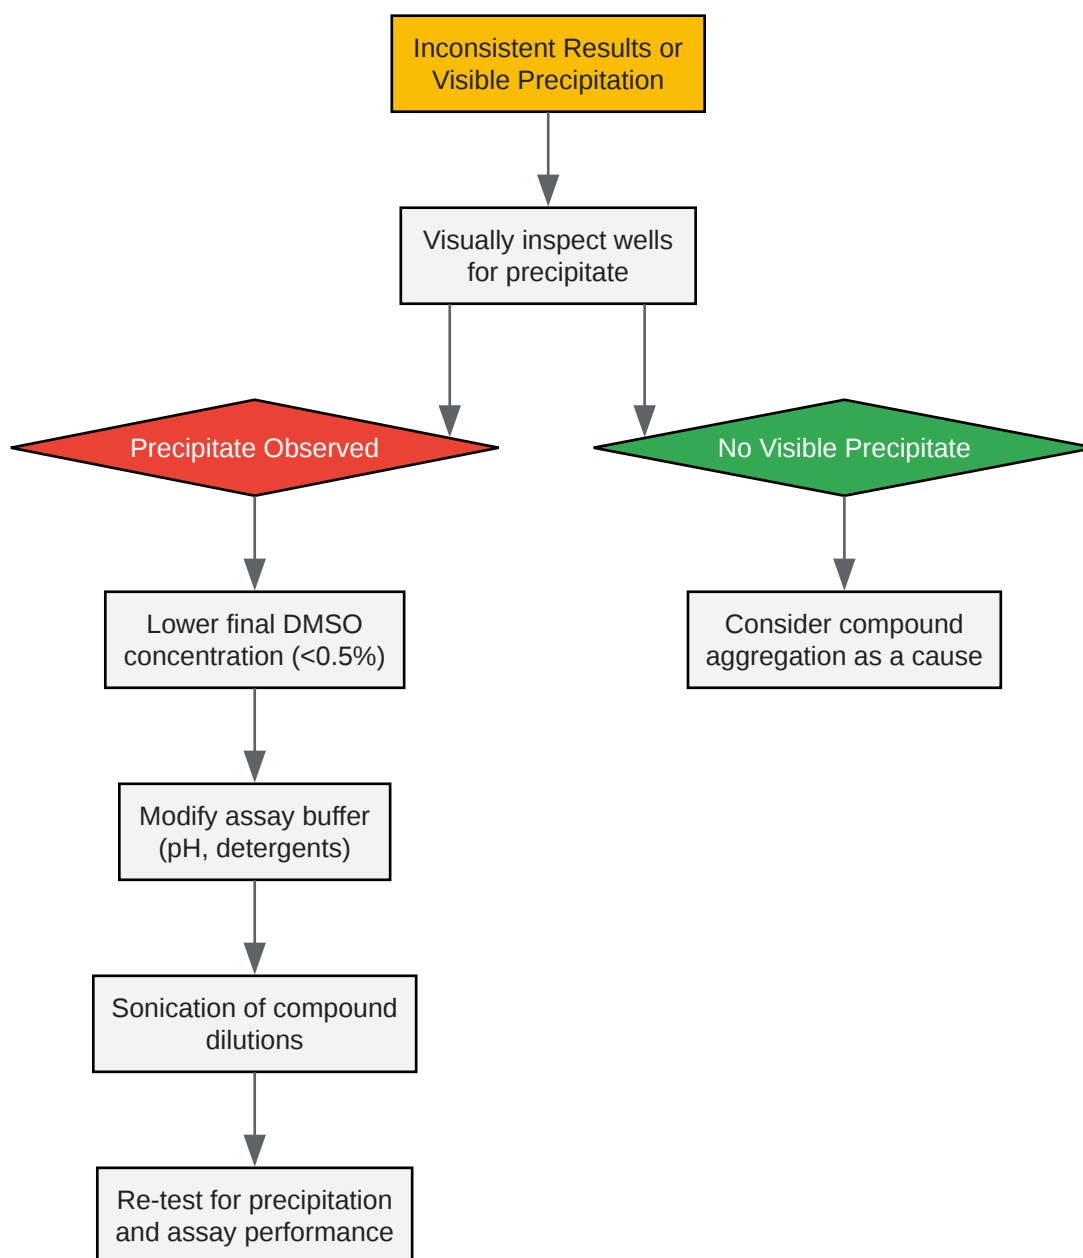 Inconsistent Results or
Visible Precipitation
Visually inspect wells
for precipitate
Precipitate Observed
No Visible Precipitate
Lower final DMSO
concentration (<0.5%)
Consider compound
aggregation as a cause
Modify assay buffer
(pH, detergents)
Sonication of compound
dilutions
Re-test for precipitation
and assay performance